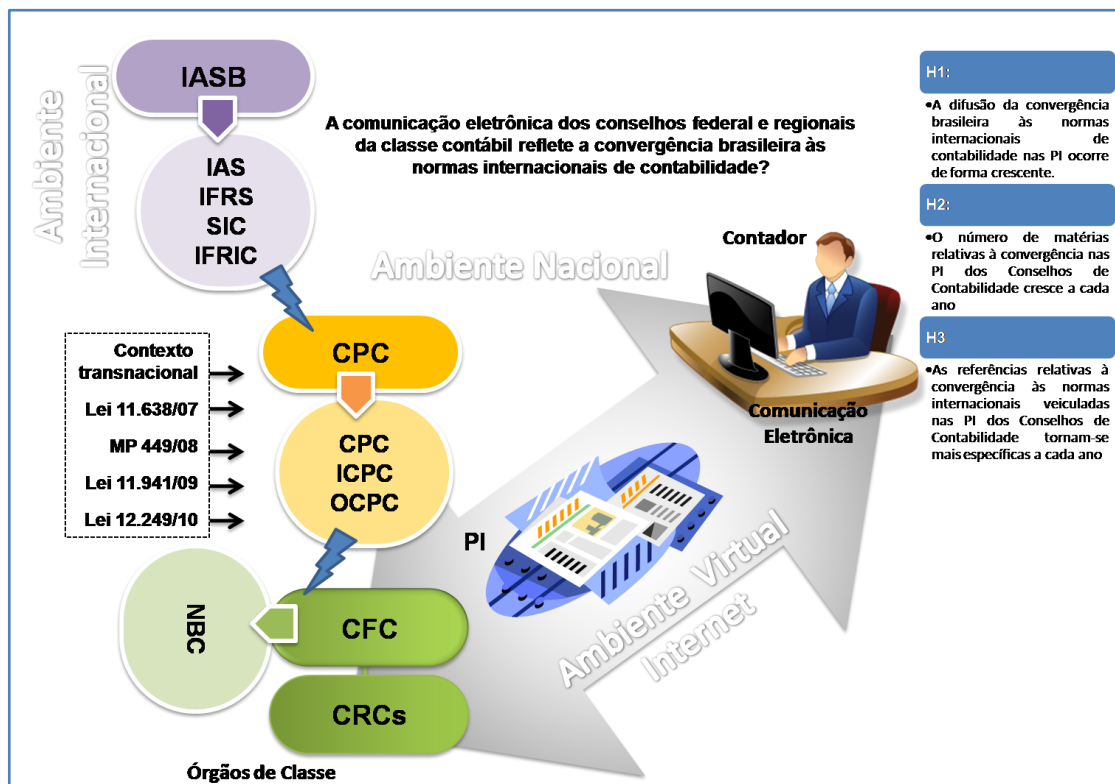 Ambiente
Internacional
IASB
IAS
IFRS
SIC
IFRIC
A comunicação eletrônica dos conselhos federal e regionais
da classe contábil reflete a convergência brasileira às
normas internacionais de contabilidade?
Ambiente Nacional
Contexto
transnacional
Lei 11.638/07
MP 449/08
Lei 11.941/09
Lei 12.249/10
CPC
CPC
ICPC
OCPC
NBC
CFC
CRCs
Órgãos de Classe
PI
Ambiente Virtual
Internet
Contador
Comunicação
Eletrônica
H1:
•A difusão da convergência
brasileira às normas
internacionais de
contabilidade nas PI ocorre
de forma crescente.
H2:
•O número de matérias
relativas à convergência nas
PI dos Conselhos de
Contabilidade cresce a cada
ano
H3
•As referências relativas à
convergência às normas
internacionais veiculadas
nas PI dos Conselhos de
Contabilidade tornam-se
mais específicas a cada ano